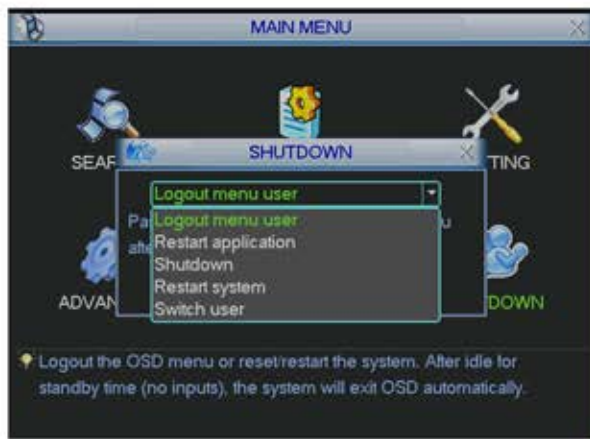 MAIN MENU
SEAR
TING
SHUTDOWN
Logout menu user
Pa u
Logout menu user
afte
Restart application
Shutdown
Restart system
Switch user
ADVAN
DOWN
Logout the OSD menu or reset/restart the system. After idle for
standby time (no inputs), the system will exit OSD automatically.